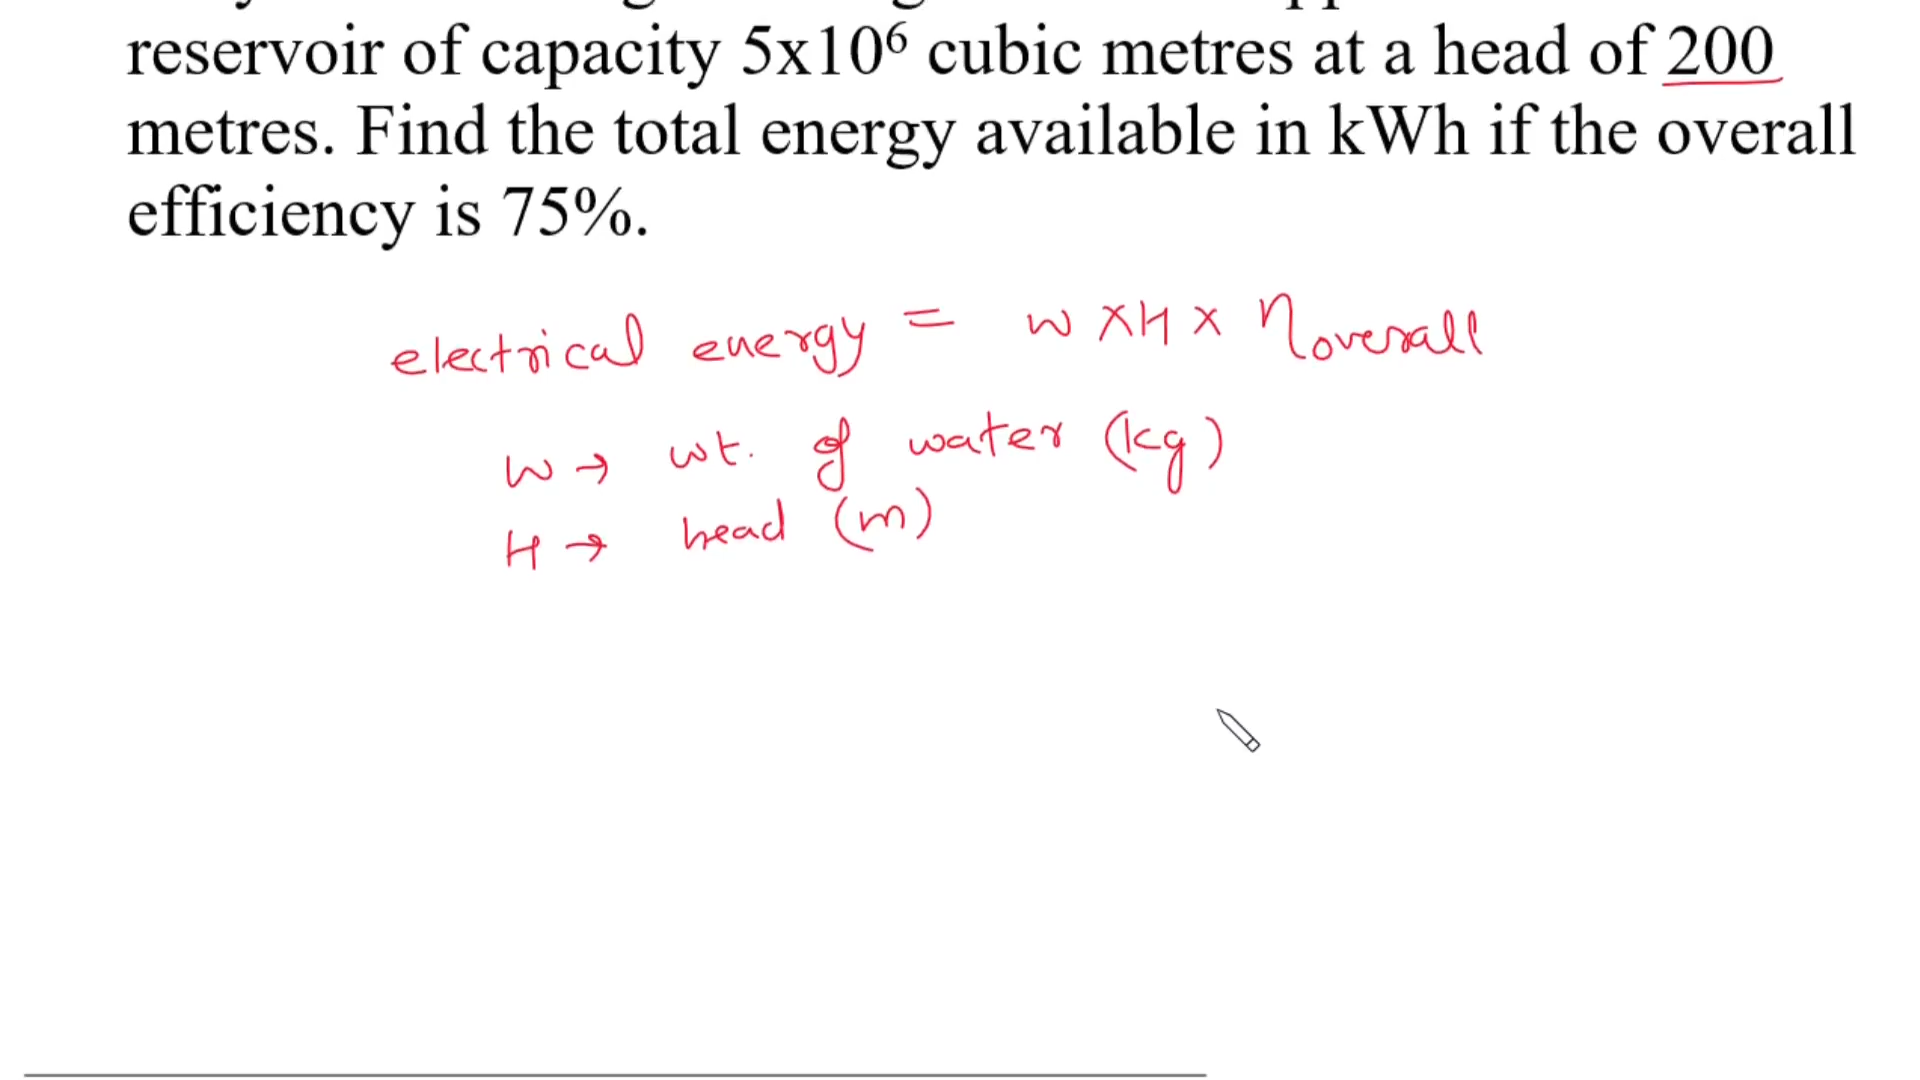 reservoir of capacity 5x10⁶ cubic metres at a head of 200
metres. Find the total energy available in kWh if the overall
efficiency is 75%.
electrical energy = w x H x η overall
w → wt. of water (kg)
H → head (m)